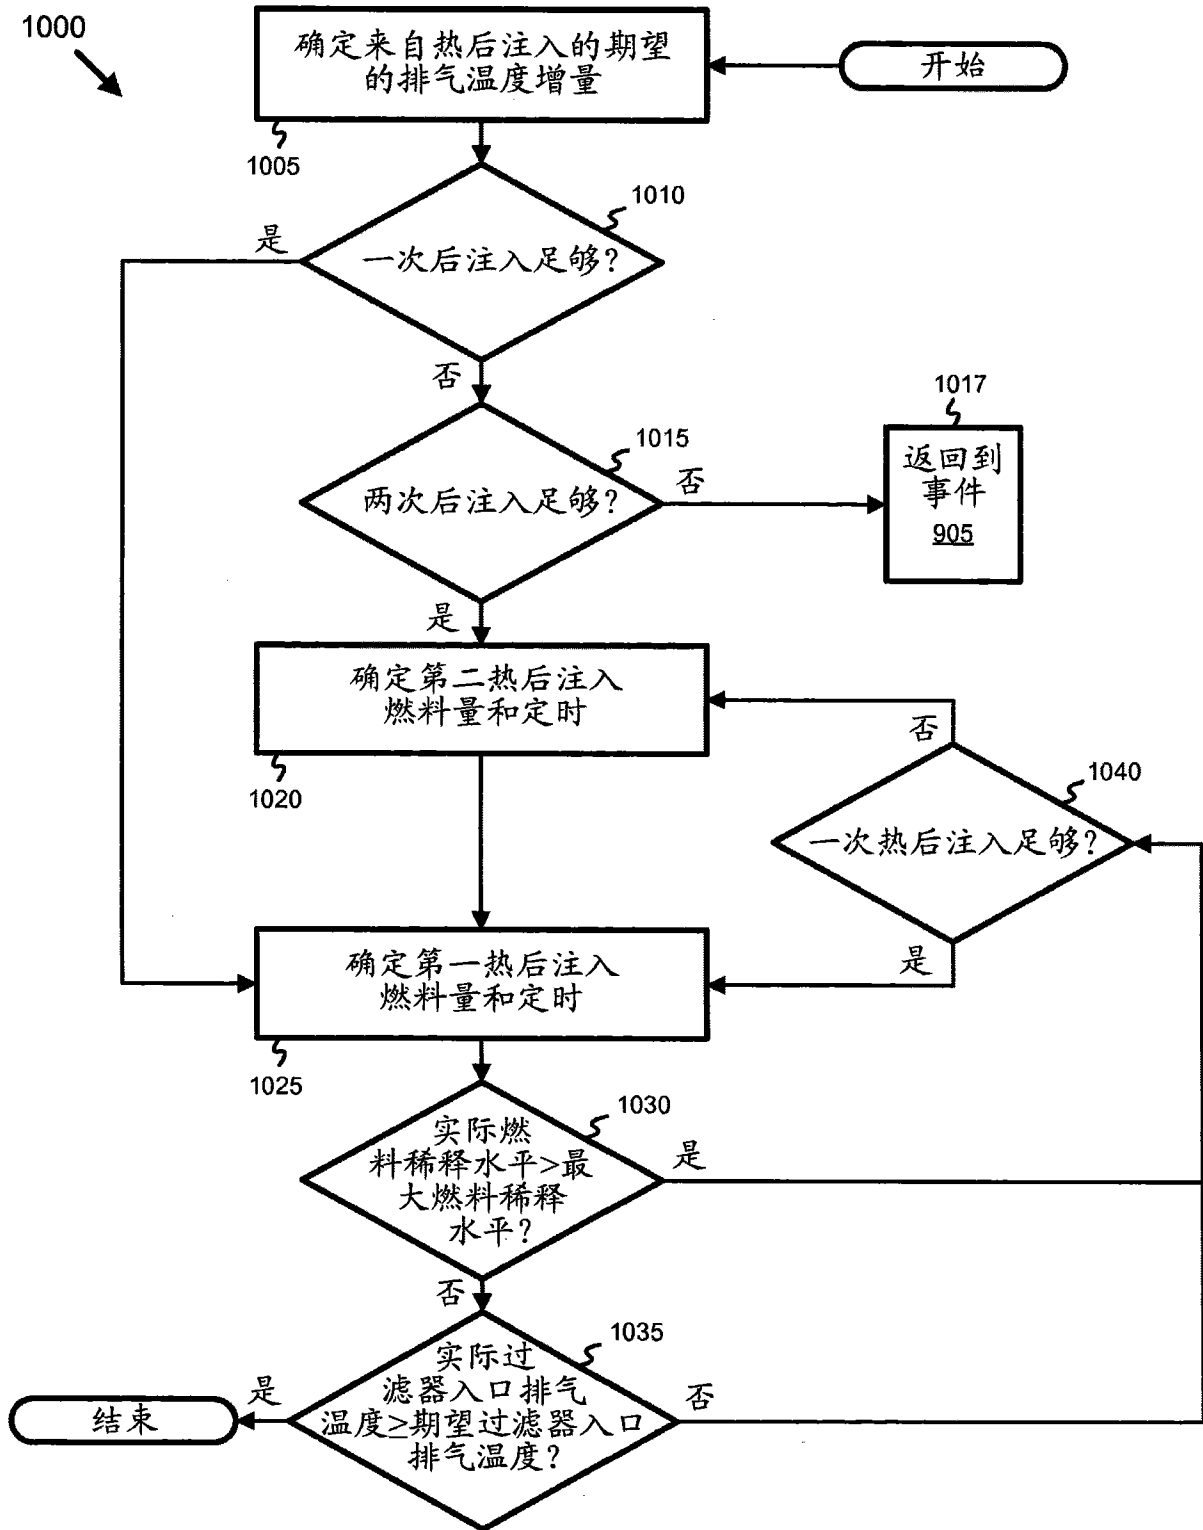 1000
确定来自热后注入的期望
的排气温度增量
开始
1005
1010
是
一次后注入足够?
否
1017
1015
返回到
事件
905
两次后注入足够?
否
是
确定第二热后注入
燃料量和定时
否
1020
1040
一次热后注入足够?
确定第一热后注入
燃料量和定时
是
1025
1030
实际燃
料稀释水平>最
大燃料稀释
水平?
是
否
1035
实际过
滤器入口排气
温度≥期望过滤器入口
排气温度?
是
否
结束